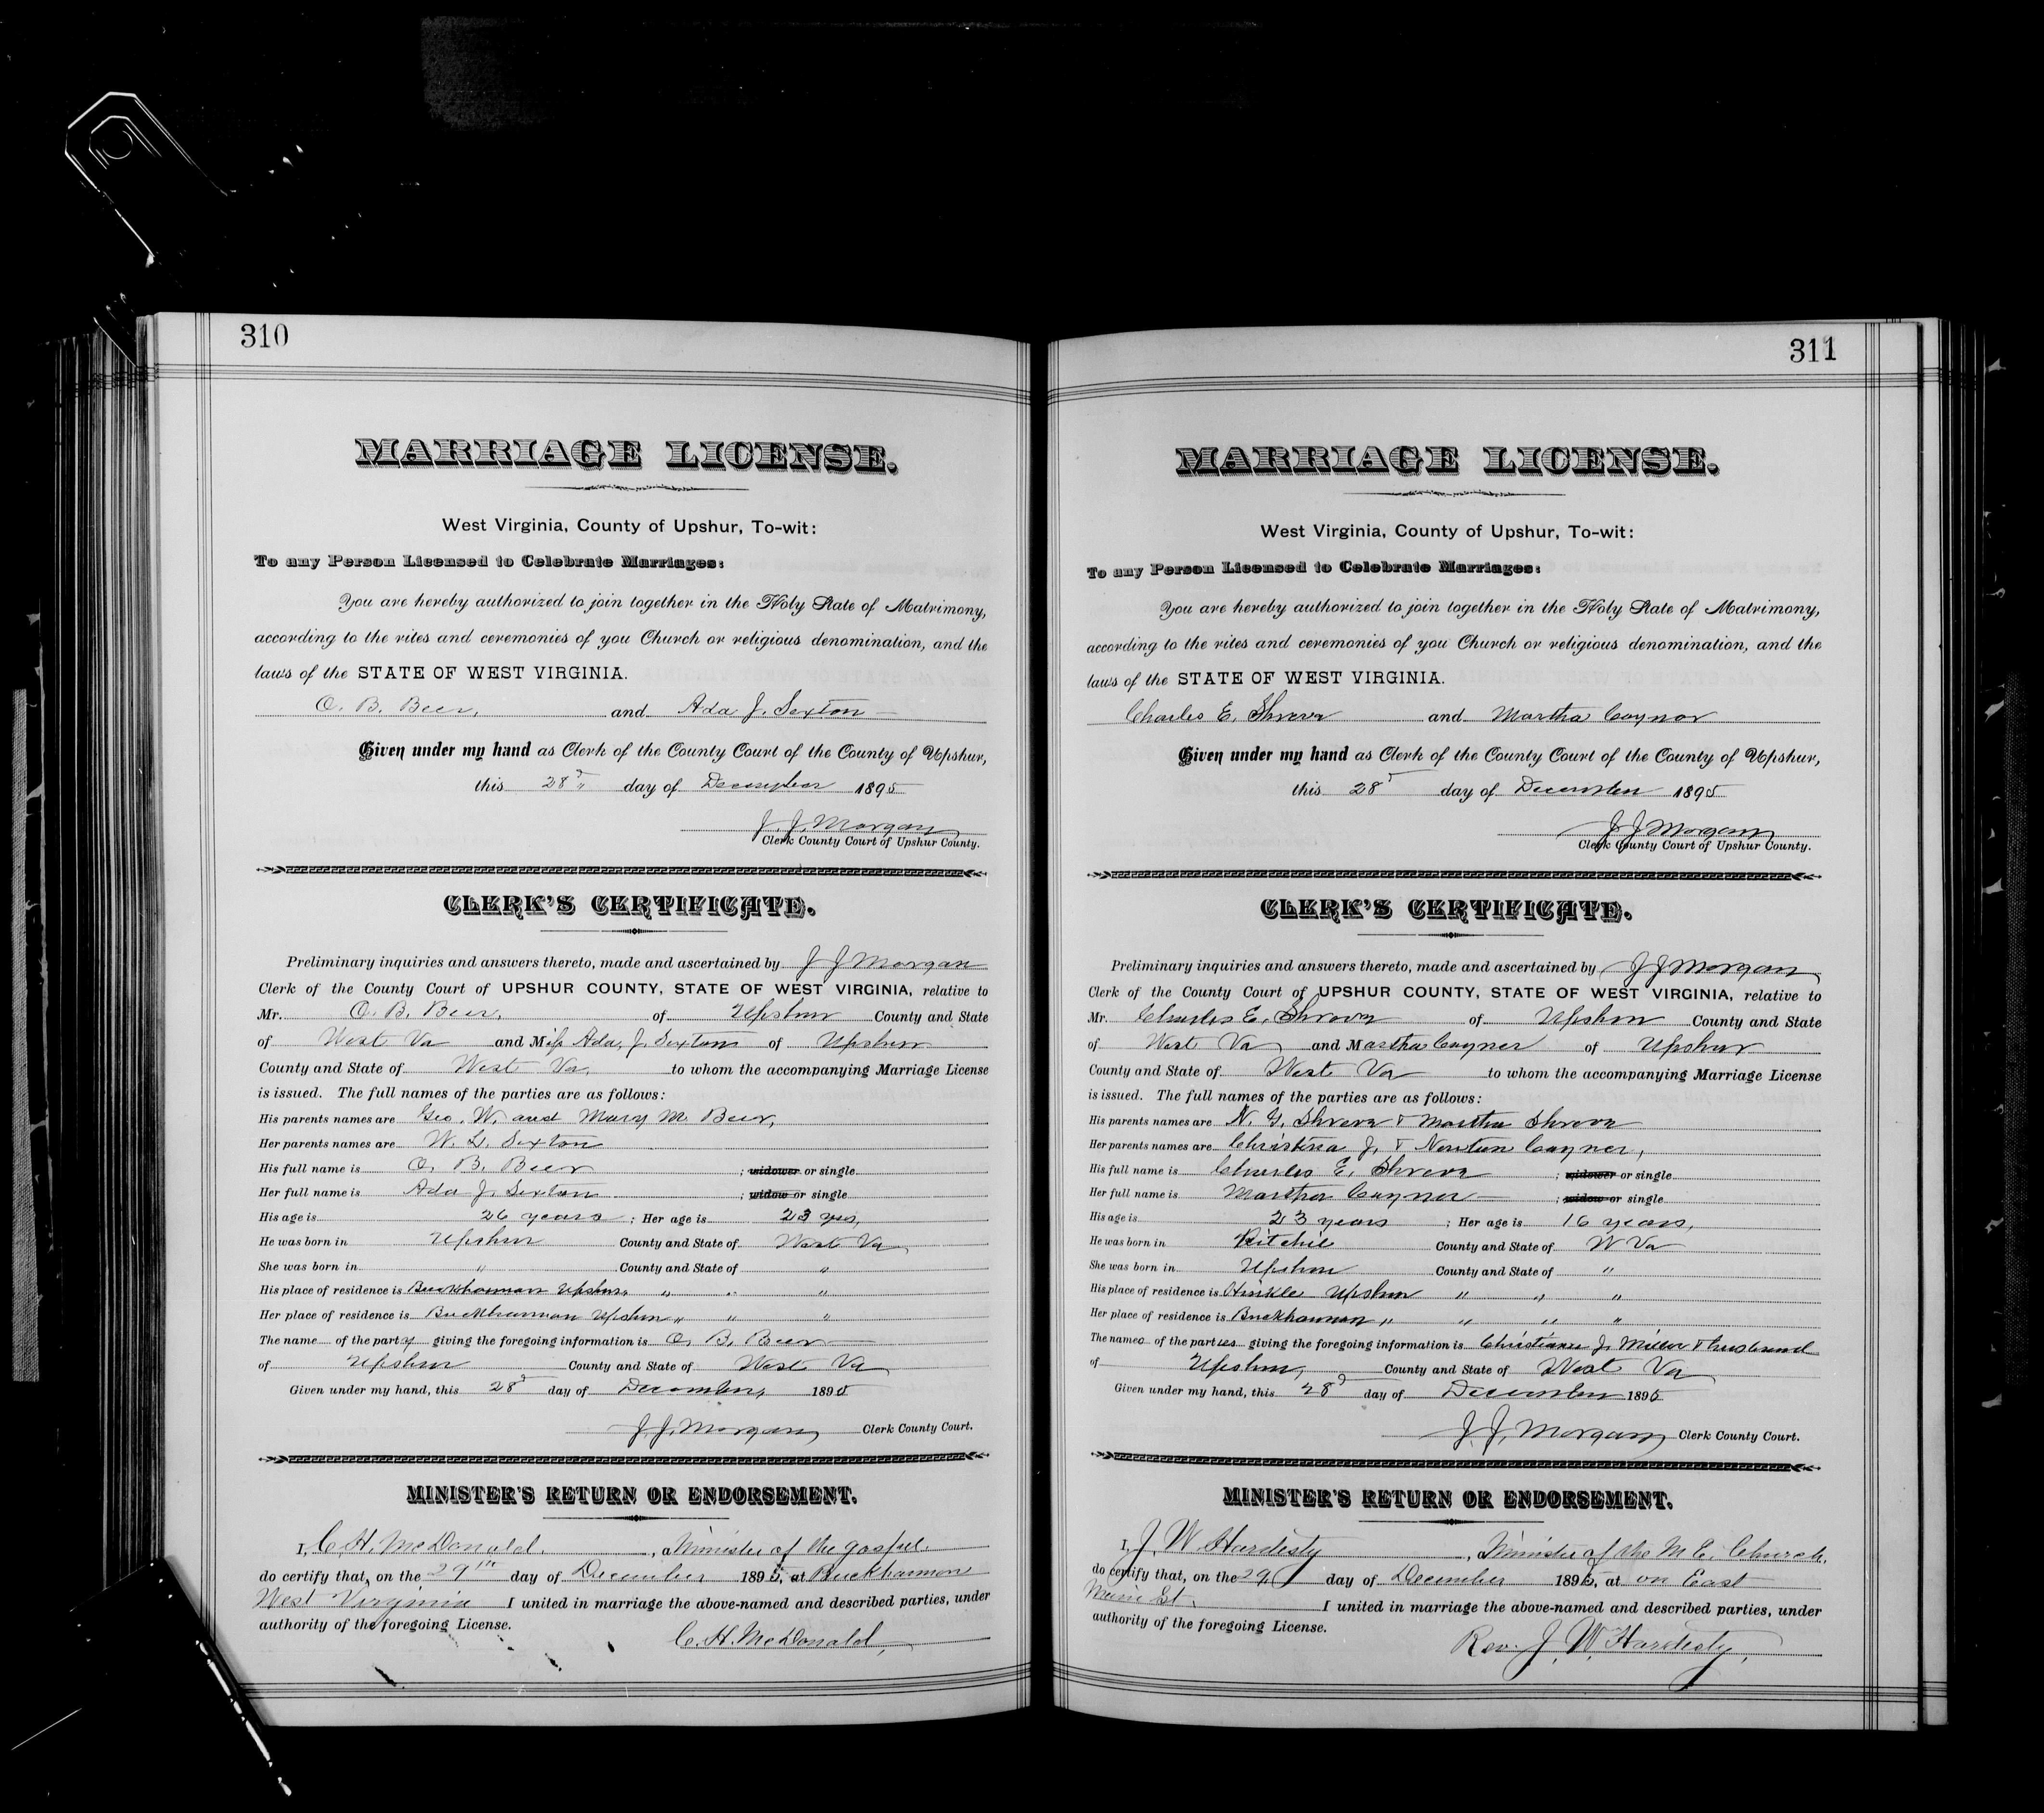 310
MARRIAGE LICENSE.
West Virginia, County of Upshur, To-wit:
To any Person Licensed to Celebrate Marriages:
You are hereby authorized to join together in the Holy State of Matrimony,
according to the rites and ceremonies of you Church or religious denomination, and the
laws of the STATE OF WEST VIRGINIA.
O. B. Beer, and Ada J. Sexton
Given under my hand as Clerk of the County Court of the County of Upshur,
this 28" day of December 1895
J. J. Morgan
Clerk County Court of Upshur County.
CLERK'S CERTIFICATE.
Preliminary inquiries and answers thereto, made and ascertained by J J Morgan
Clerk of the County Court of UPSHUR COUNTY, STATE OF WEST VIRGINIA, relative to
Mr. O. B. Beer, of Upshur County and State
of West Va and Miss Ada. J. Sexton of Upshur
County and State of West Va, to whom the accompanying Marriage License
is issued. The full names of the parties are as follows:
His parents names are Geo. W. and Mary M. Beer,
Her parents names are W. L. Sexton
His full name is O. B. Beer ; widower or single
Her full name is Ada J. Sexton ; widow or single
His age is 26 years ; Her age is 23 yrs,
He was born in Upshur County and State of West Va
She was born in " County and State of "
His place of residence is Buckhannon Upshur " " "
Her place of residence is Buckhannon Upshur " " "
The name of the party giving the foregoing information is O. B. Beer
of Upshur County and State of West Va
Given under my hand, this 28 day of December, 1895
J. J. Morgan Clerk County Court.
MINISTER'S RETURN OR ENDORSEMENT.
I, C. H. McDonald. , a Minister of the gospel.
do certify that, on the 29th day of December 1895, at Buckhannon
West Virginia I united in marriage the above-named and described parties, under
authority of the foregoing License.
C. H. McDonald,
311
MARRIAGE LICENSE.
West Virginia, County of Upshur, To-wit:
To any Person Licensed to Celebrate Marriages:
You are hereby authorized to join together in the Holy State of Matrimony,
according to the rites and ceremonies of you Church or religious denomination, and the
laws of the STATE OF WEST VIRGINIA.
Charles E. Shreve and Martha Caynor
Given under my hand as Clerk of the County Court of the County of Upshur,
this 28 day of December 1895
J J Morgan
Clerk County Court of Upshur County.
CLERK'S CERTIFICATE.
Preliminary inquiries and answers thereto, made and ascertained by J J Morgan
Clerk of the County Court of UPSHUR COUNTY, STATE OF WEST VIRGINIA, relative to
Mr. Charles E. Shreve of Upshur County and State
of West Va and Martha Cayner of Upshur
County and State of West Va to whom the accompanying Marriage License
is issued. The full names of the parties are as follows:
His parents names are N. G. Shreve & Martha Shreve
Her parents names are Christina J. & Newton Cayner,
His full name is Charles E. Shreve ; widower or single
Her full name is Martha Cayner ; widow or single
His age is 23 years ; Her age is 16 years,
He was born in Ritchie County and State of W Va
She was born in Upshur County and State of "
His place of residence is Hinkle Upshur " " "
Her place of residence is Buckhannon " " " "
The names of the parties giving the foregoing information is Christiana J. Miller & husband
of Upshur, County and State of West Va
Given under my hand, this 28 day of December 1895
J. J. Morgan Clerk County Court.
MINISTER'S RETURN OR ENDORSEMENT.
I, J. W. Hardesty , Minister of the M E. Church.
do certify that, on the 29 day of December 1895, at on East
Main St. I united in marriage the above-named and described parties, under
authority of the foregoing License.
Rev. J. W. Hardesty,